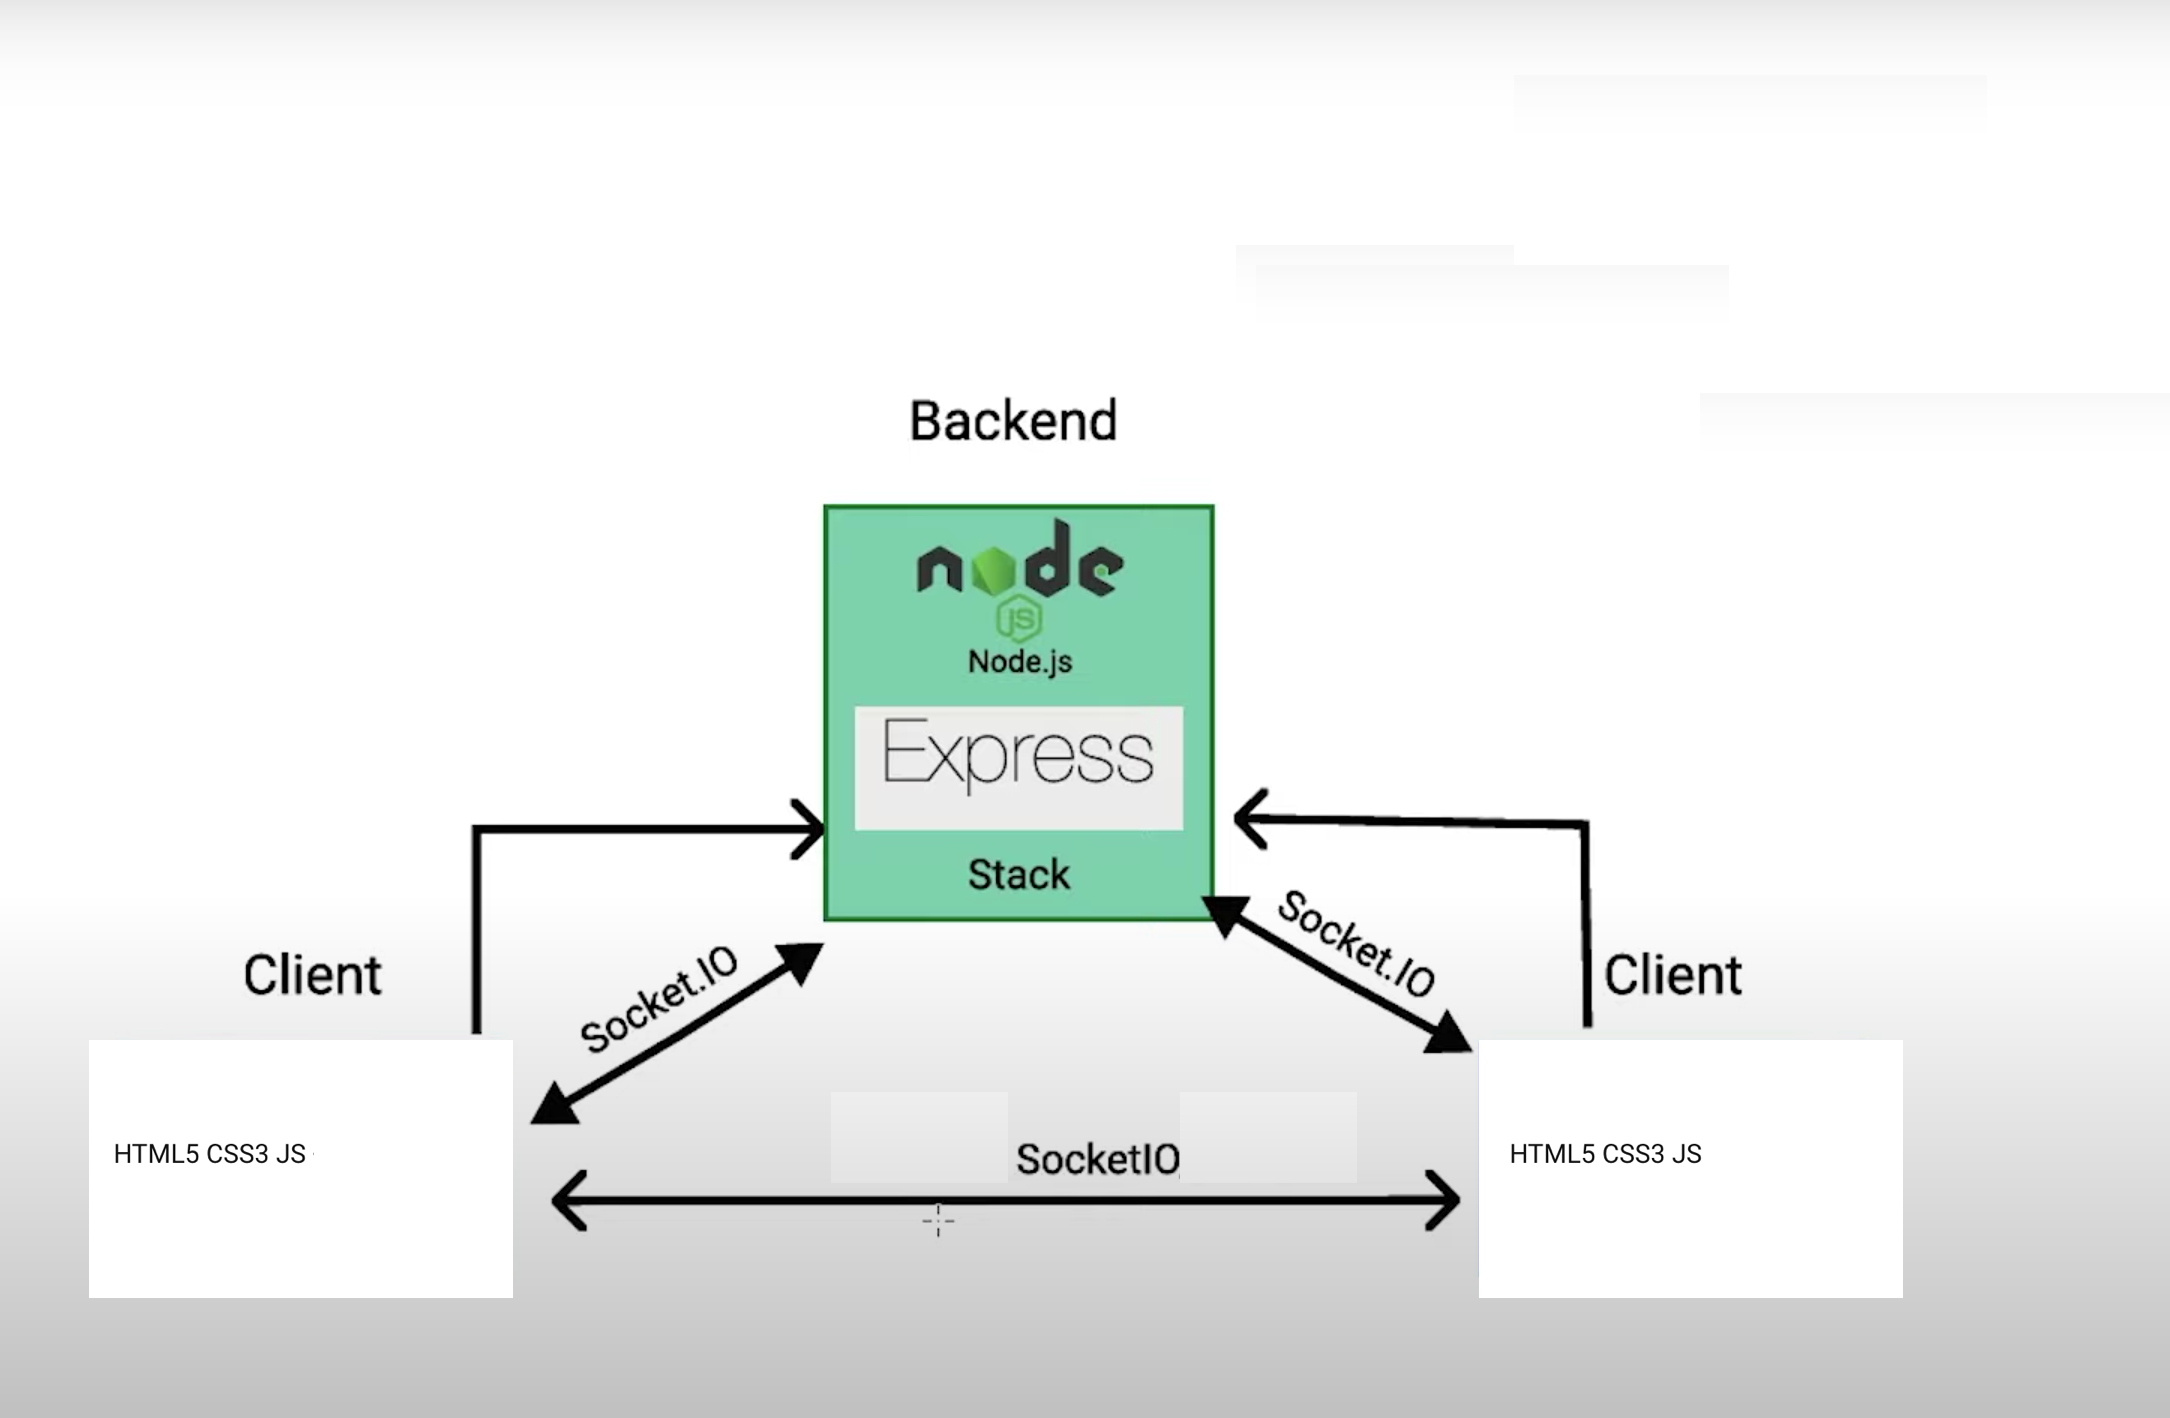 Backend
node
JS
Node.js
Express
Stack
Client
Socket.IO
Socket.IO
Client
HTML5 CSS3 JS
SocketIO
HTML5 CSS3 JS